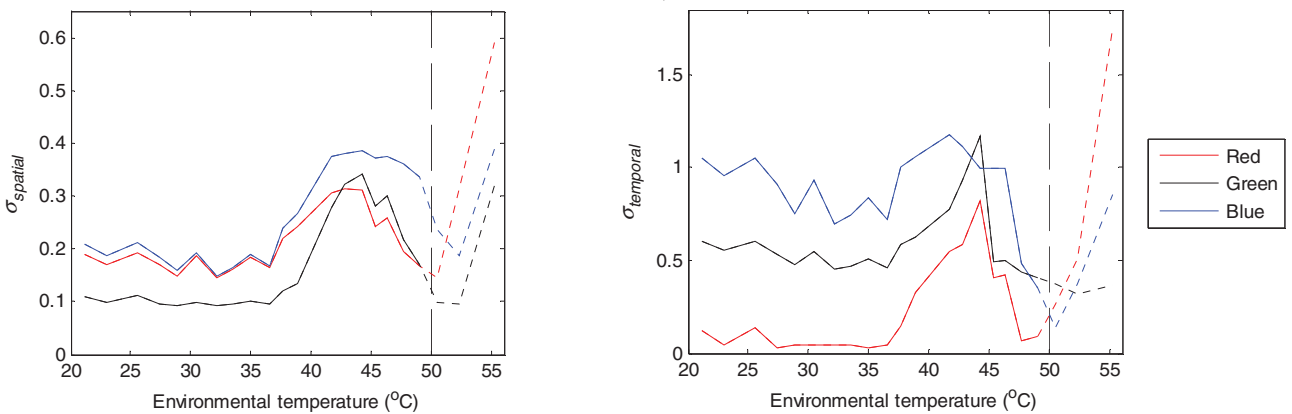 0.6
0.5
0.4
0.3
0.2
0.1
0
σspatial
20 25 30 35 40 45 50 55
Environmental temperature (°C)
1.5
1
0.5
0
σtemporal
20 25 30 35 40 45 50 55
Environmental temperature (°C)
Red
Green
Blue